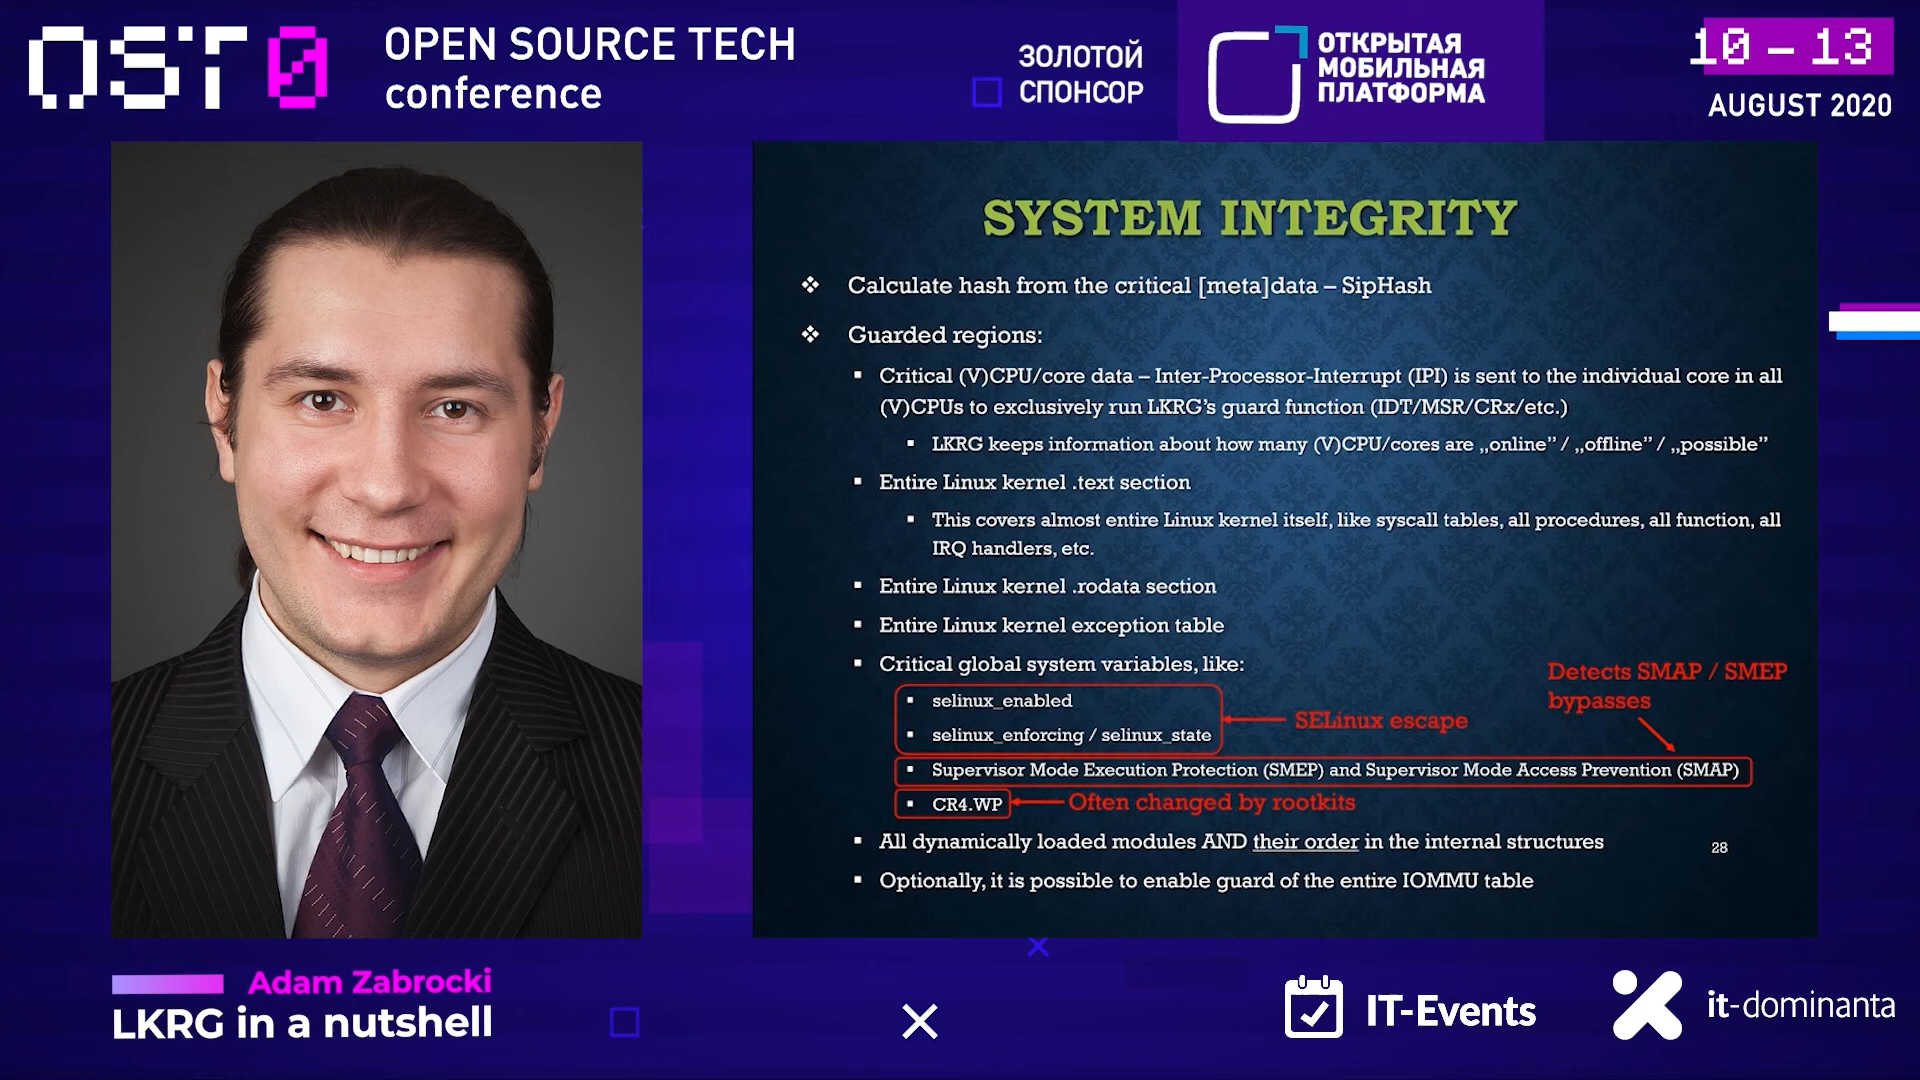 OST 0
OPEN SOURCE TECH
conference
ЗОЛОТОЙ
СПОНСОР
ОТКРЫТАЯ
МОБИЛЬНАЯ
ПЛАТФОРМА
10 – 13
AUGUST 2020
SYSTEM INTEGRITY
Calculate hash from the critical [meta]data – SipHash
Guarded regions:
Critical (V)CPU/core data – Inter-Processor-Interrupt (IPI) is sent to the individual core in all
(V)CPUs to exclusively run LKRG’s guard function (IDT/MSR/CRx/etc.)
LKRG keeps information about how many (V)CPU/cores are „online” / „offline” / „possible”
Entire Linux kernel .text section
This covers almost entire Linux kernel itself, like syscall tables, all procedures, all function, all
IRQ handlers, etc.
Entire Linux kernel .rodata section
Entire Linux kernel exception table
Critical global system variables, like:
Detects SMAP / SMEP
bypasses
selinux_enabled
selinux_enforcing / selinux_state
SELinux escape
Supervisor Mode Execution Protection (SMEP) and Supervisor Mode Access Prevention (SMAP)
CR4.WP
Often changed by rootkits
All dynamically loaded modules AND their order in the internal structures
28
Optionally, it is possible to enable guard of the entire IOMMU table
Adam Zabrocki
LKRG in a nutshell
IT-Events
it-dominanta